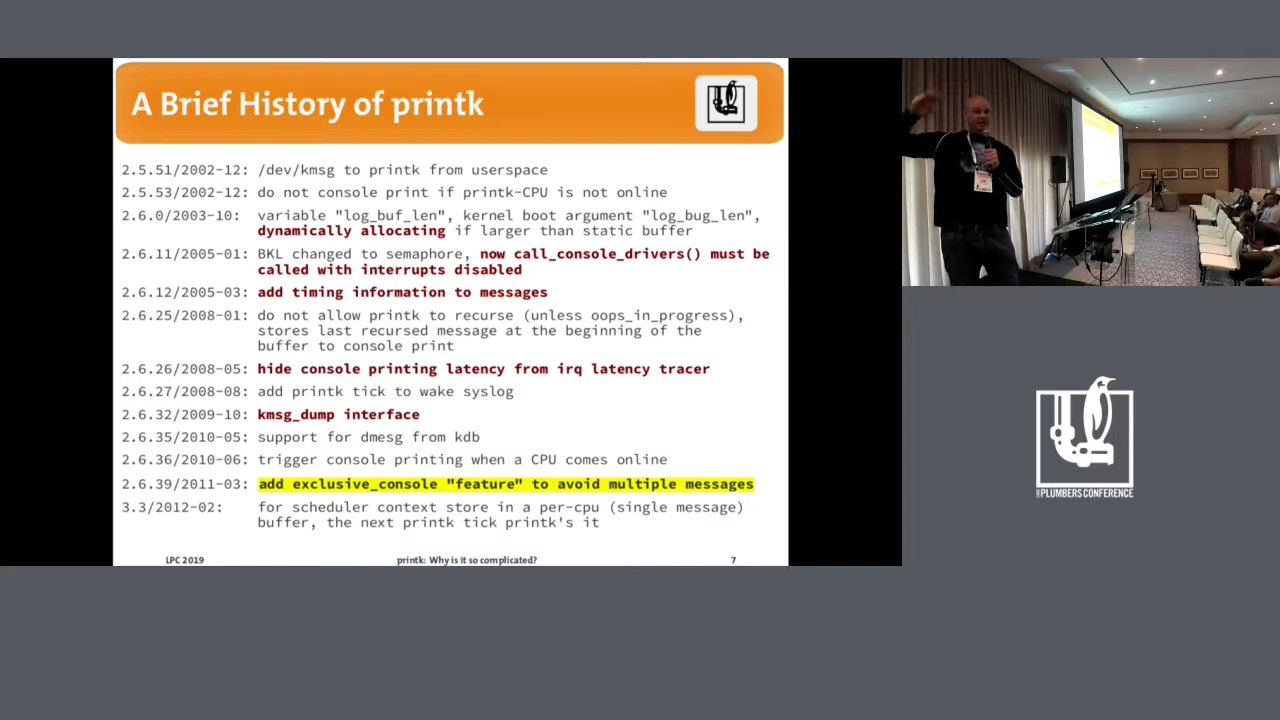 A Brief History of printk
2.5.51/2002-12: /dev/kmsg to printk from userspace
2.5.53/2002-12: do not console print if printk-CPU is not online
2.6.0/2003-10: variable "log_buf_len", kernel boot argument "log_bug_len",
dynamically allocating if larger than static buffer
2.6.11/2005-01: BKL changed to semaphore, now call_console_drivers() must be
called with interrupts disabled
2.6.12/2005-03: add timing information to messages
2.6.25/2008-01: do not allow printk to recurse (unless oops_in_progress),
stores last recursed message at the beginning of the
buffer to console print
2.6.26/2008-05: hide console printing latency from irq latency tracer
2.6.27/2008-08: add printk tick to wake syslog
2.6.32/2009-10: kmsg_dump interface
2.6.35/2010-05: support for dmesg from kdb
2.6.36/2010-06: trigger console printing when a CPU comes online
2.6.39/2011-03: add exclusive_console "feature" to avoid multiple messages
3.3/2012-02: for scheduler context store in a per-cpu (single message)
buffer, the next printk tick printk's it
LPC 2019 printk: Why is it so complicated? 7
PLUMBERS CONFERENCE